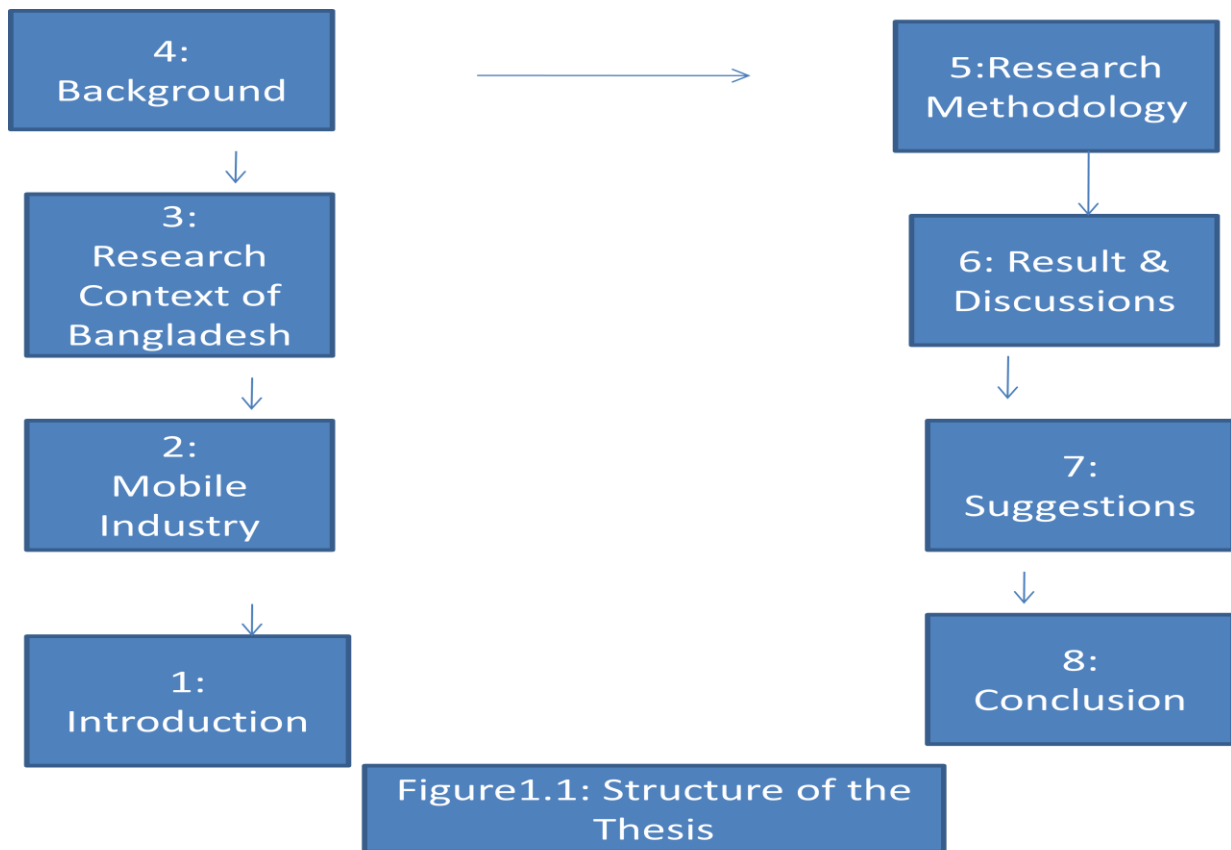 4:
Background
3:
Research
Context of
Bangladesh
2:
Mobile
Industry
1:
Introduction
5:Research
Methodology
6: Result &
Discussions
7:
Suggestions
8:
Conclusion
Figure1.1: Structure of the
Thesis